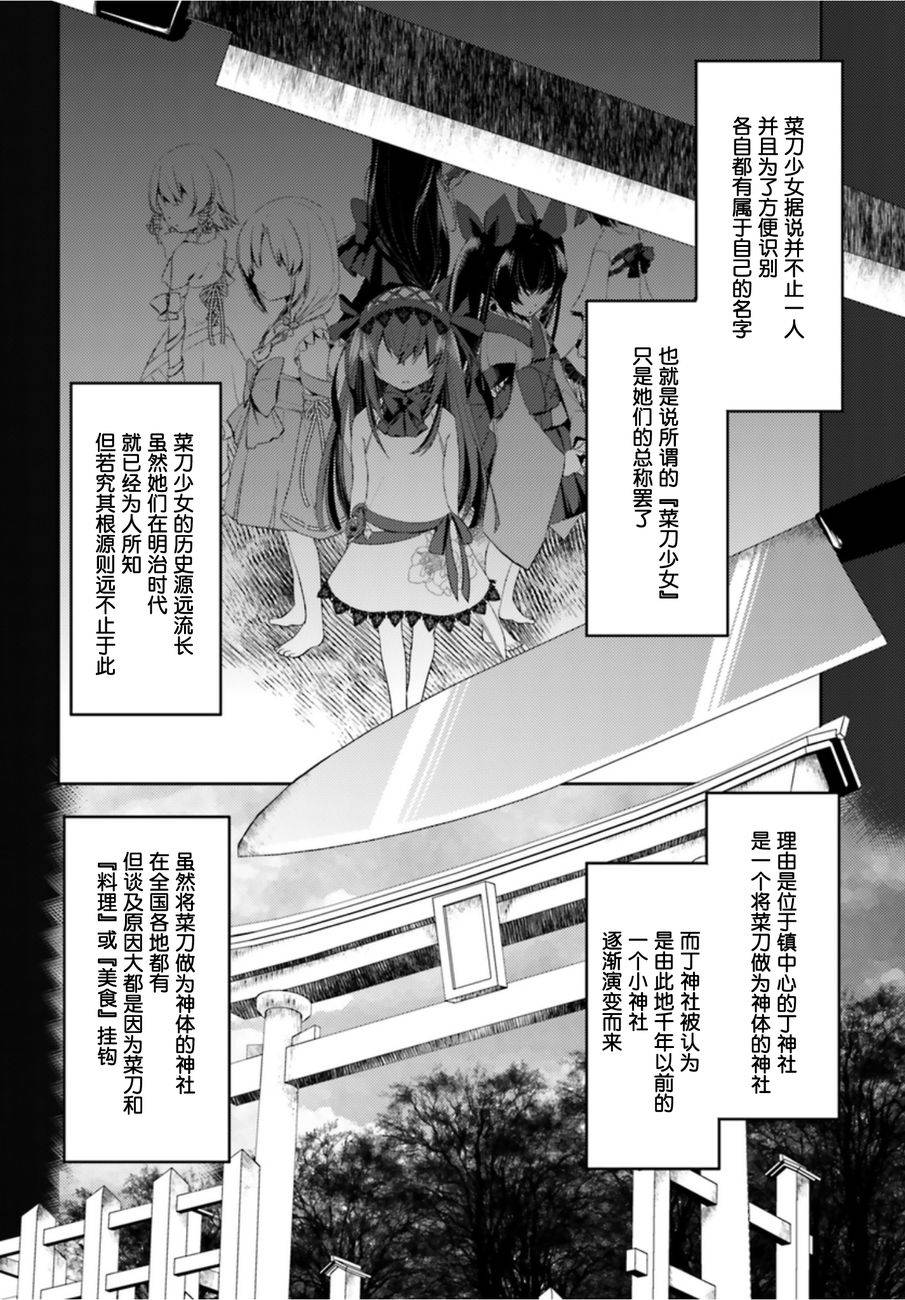 菜刀少女据说并不止一人
并且为了方便识别
各自都有属于自己的名字
也就是说所谓的『菜刀少女』
只是她们的总称罢了
菜刀少女的历史源远流长
虽然她们在明治时代
就已经为人所知
但若究其根源则远不止于此
理由是位于镇中心的丁神社
是一个将菜刀做为神体的神社
而丁神社被认为
是由此地千年以前的
一个小神社
逐渐演变而来
虽然将菜刀做为神体的神社
在全国各地都有
但谈及原因大都是因为菜刀和
『料理』或『美食』挂钩